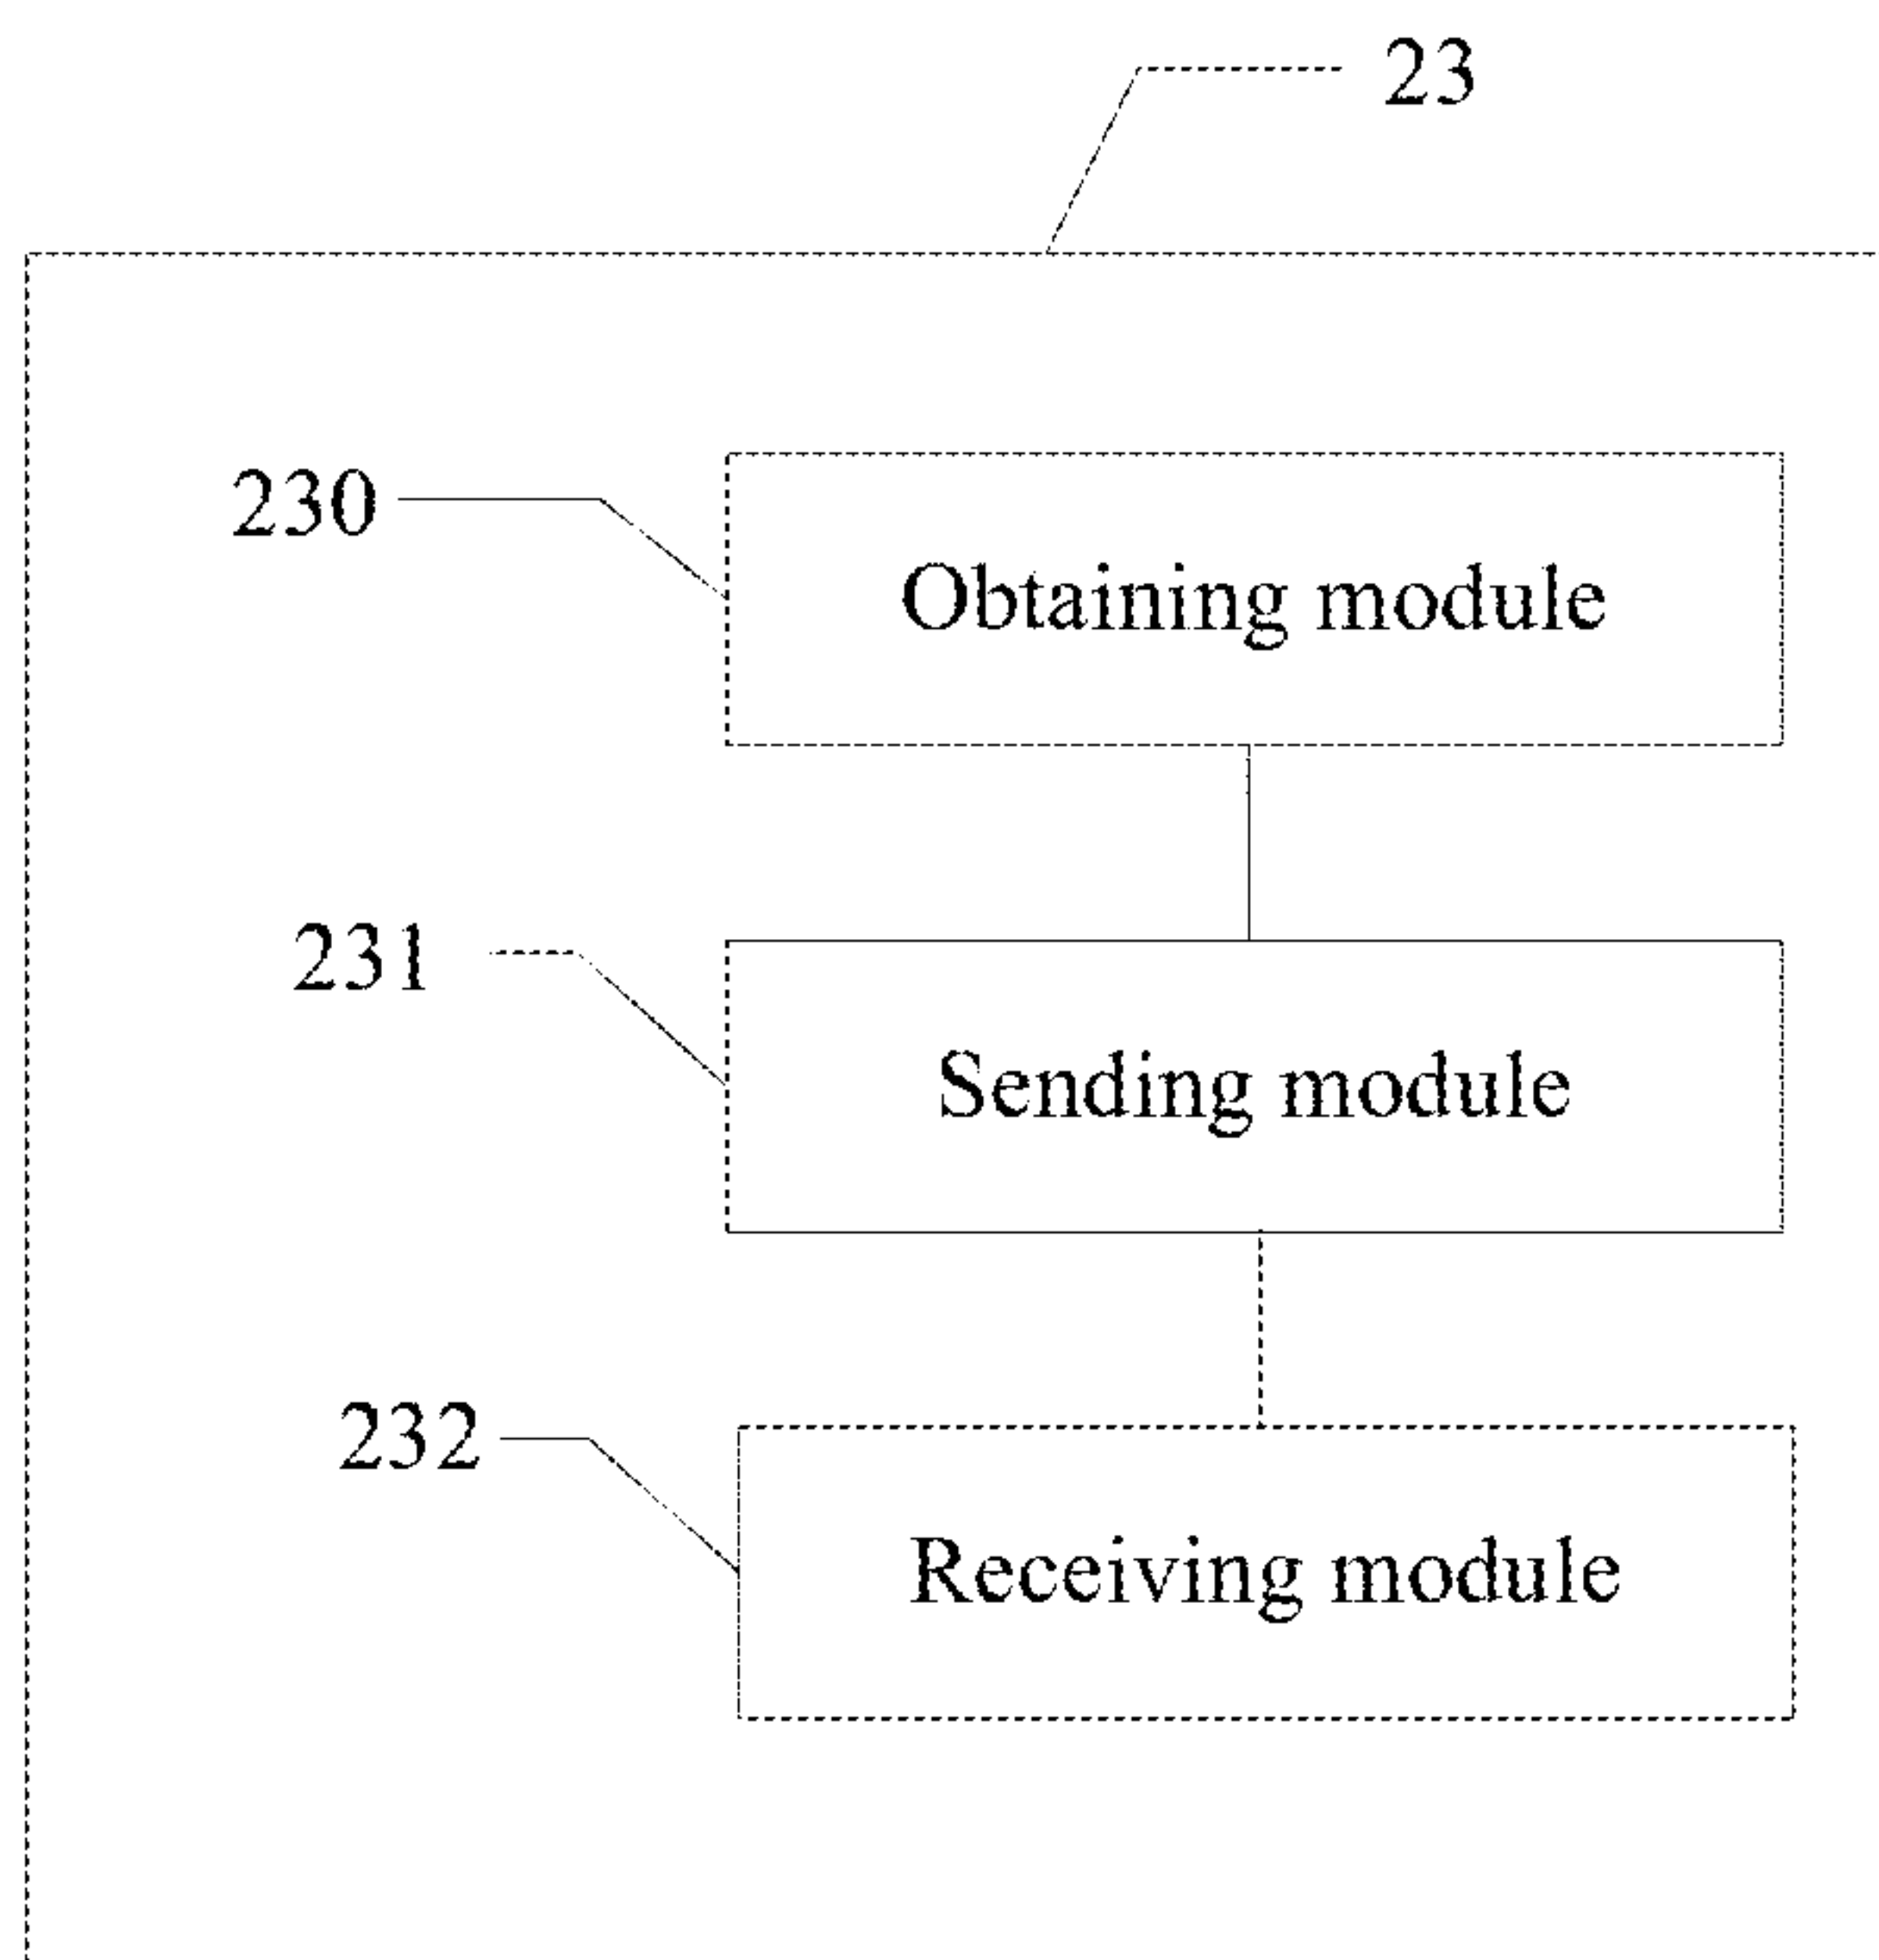 23
230
Obtaining module
231
Sending module
232
Receiving module